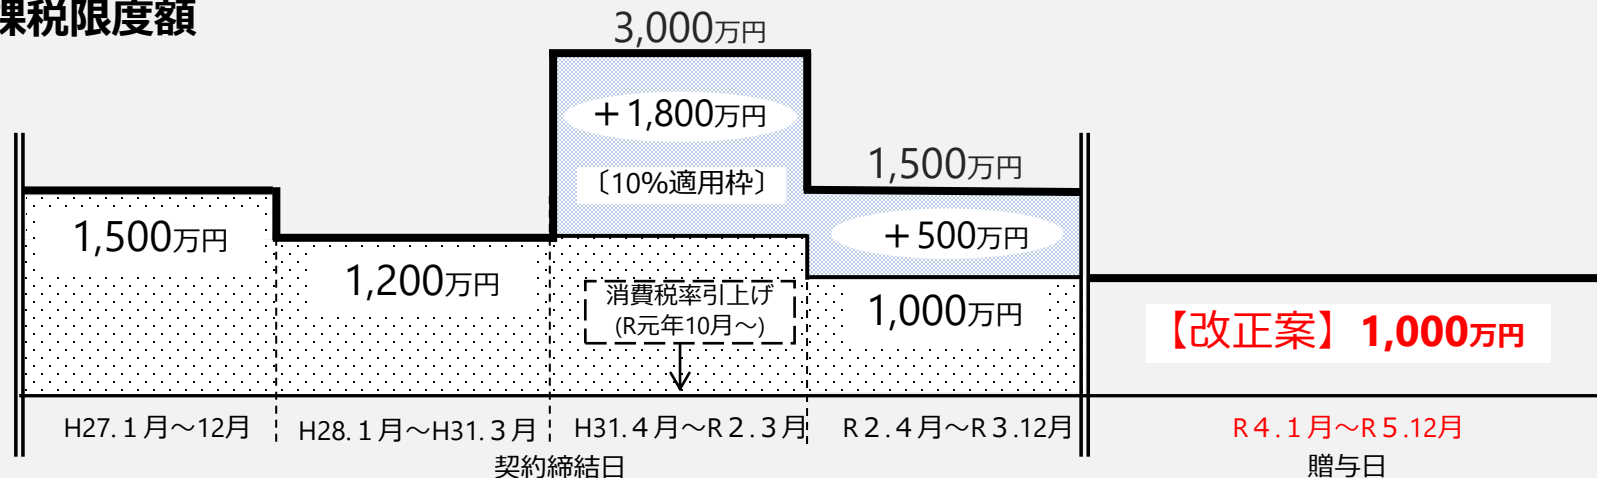 課税限度額
3,000万円
＋1,800万円
〔10%適用枠〕
1,500万円
1,500万円
＋500万円
1,200万円
消費税率引上げ
(R元年10月～)
1,000万円
【改正案】1,000万円
H27.１月～12月
H28.１月～H31.３月
H31.４月～R２.３月
R２.４月～R３.12月
R４.１月～R５.12月
契約締結日
贈与日